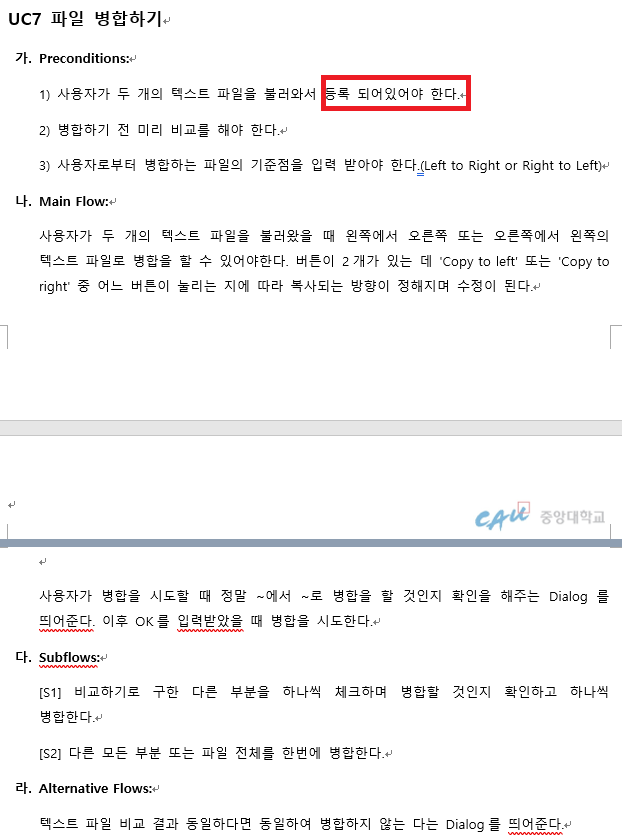 UC7 파일 병합하기
가. Preconditions:
1) 사용자가 두 개의 텍스트 파일을 불러와서 등록 되어있어야 한다.
2) 병합하기 전 미리 비교를 해야 한다.
3) 사용자로부터 병합하는 파일의 기준점을 입력 받아야 한다.(Left to Right or Right to Left)
나. Main Flow:
사용자가 두 개의 텍스트 파일을 불러왔을 때 왼쪽에서 오른쪽 또는 오른쪽에서 왼쪽의
텍스트 파일로 병합을 할 수 있어야한다. 버튼이 2개가 있는 데 'Copy to left' 또는 'Copy to
right' 중 어느 버튼이 눌리는 지에 따라 복사되는 방향이 정해지며 수정이 된다.
CAU 중앙대학교
사용자가 병합을 시도할 때 정말 ~에서 ~로 병합을 할 것인지 확인을 해주는 Dialog 를
띄어준다. 이후 OK를 입력받았을 때 병합을 시도한다.
다. Subflows:
[S1] 비교하기로 구한 다른 부분을 하나씩 체크하며 병합할 것인지 확인하고 하나씩
병합한다.
[S2] 다른 모든 부분 또는 파일 전체를 한번에 병합한다.
라. Alternative Flows:
텍스트 파일 비교 결과 동일하다면 동일하여 병합하지 않는 다는 Dialog를 띄어준다.